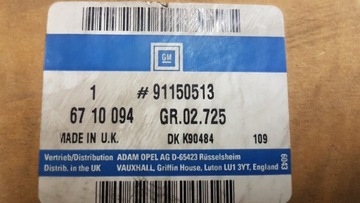 GM
1 # 91150513
67 10 094 GR.02.725
MADE IN U.K. DK K90484 109
Vertrieb/Distribution ADAM OPEL AG D-65423 Rüsselsheim
Distrib. in the UK VAUXHALL, Griffin House, Luton LU1 3YT, England
6043